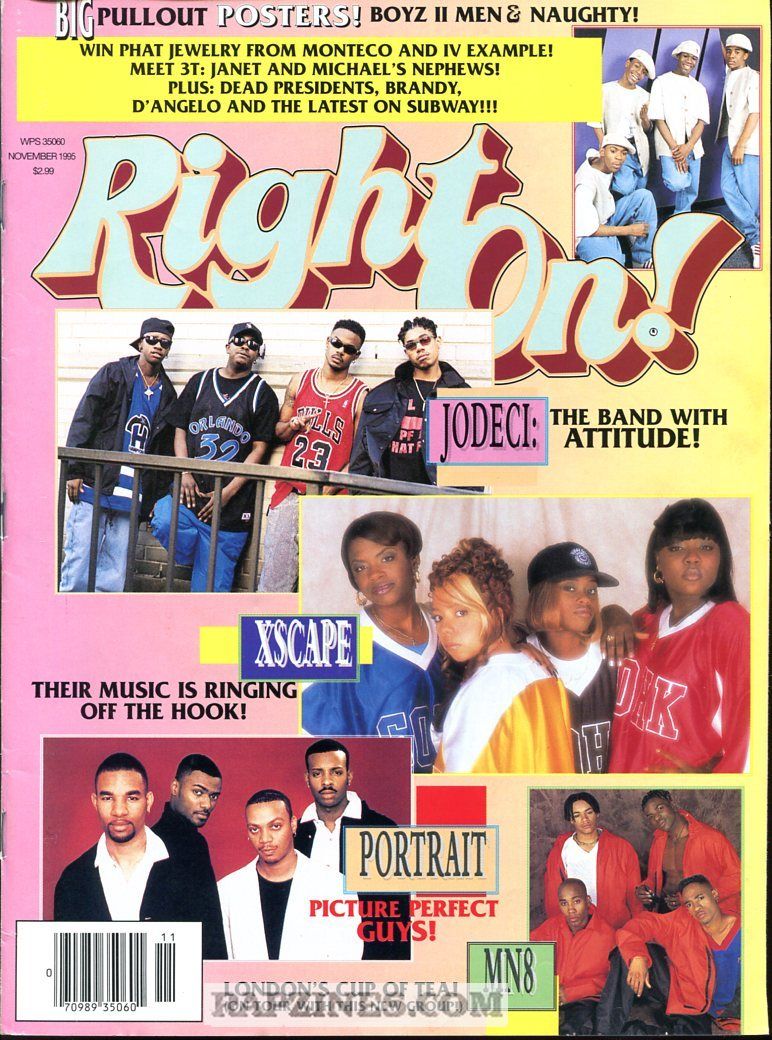 BIG PULLOUT POSTERS! BOYZ II MEN & NAUGHTY!
WIN PHAT JEWELRY FROM MONTECO AND IV EXAMPLE!
MEET 3T: JANET AND MICHAEL'S NEPHEWS!
PLUS: DEAD PRESIDENTS, BRANDY,
D'ANGELO AND THE LATEST ON SUBWAY!!!
WPS 35060
NOVEMBER 1995
$2.99
Right On!
ORLANDO
32
BULLS
23
JODECI:
THE BAND WITH
ATTITUDE!
XSCAPE
THEIR MUSIC IS RINGING
OFF THE HOOK!
PORTRAIT
PICTURE PERFECT
GUYS!
MN8
LONDON'S CUP OF TEA!
(ON TOUR WITH THIS NEW GROUP!)
11
0
70989 35060